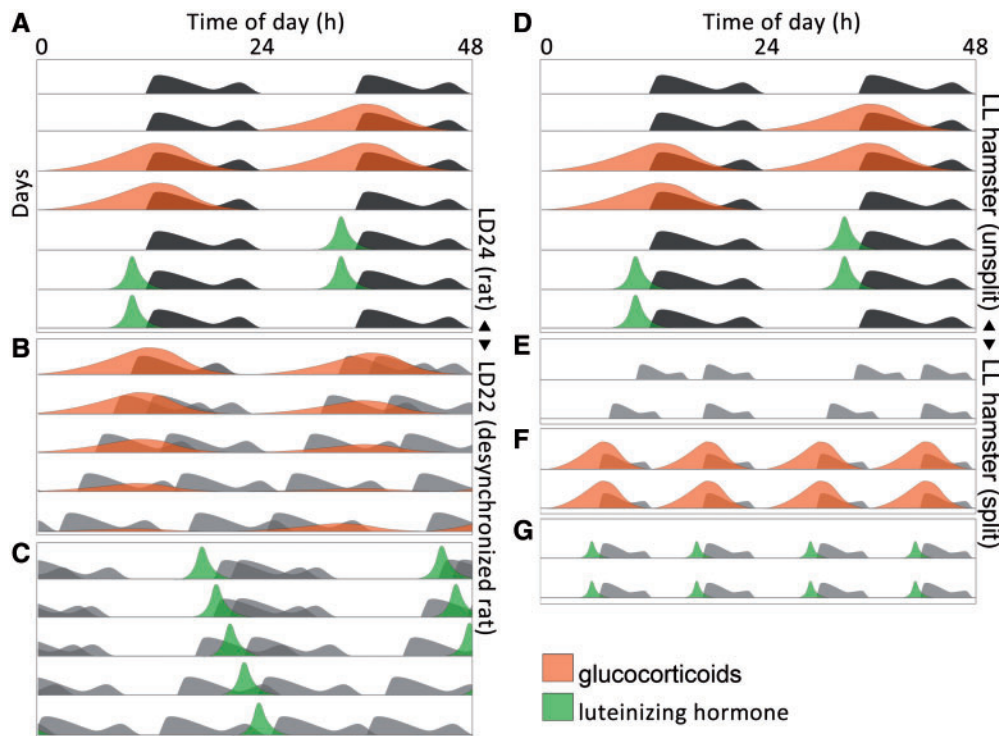 A
Time of day (h)
0 24 48
Days
LD24 (rat)
B
LD22 (desynchronized rat)
C
D
Time of day (h)
0 24 48
LL hamster (unsplit)
E
LL hamster (split)
F
G
glucocorticoids
luteinizing hormone